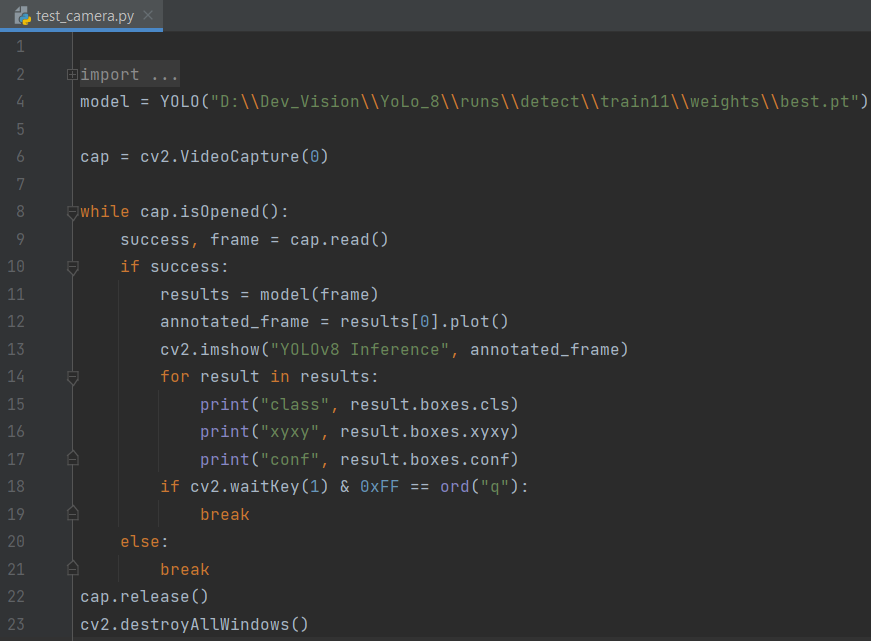 test_camera.py
1
2 import ...
4 model = YOLO("D:\\Dev_Vision\\YoLo_8\\runs\\detect\\train11\\weights\\best.pt")
5
6 cap = cv2.VideoCapture(0)
7
8 while cap.isOpened():
9     success, frame = cap.read()
10     if success:
11         results = model(frame)
12         annotated_frame = results[0].plot()
13         cv2.imshow("YOLOv8 Inference", annotated_frame)
14         for result in results:
15             print("class", result.boxes.cls)
16             print("xyxy", result.boxes.xyxy)
17             print("conf", result.boxes.conf)
18         if cv2.waitKey(1) & 0xFF == ord("q"):
19             break
20     else:
21         break
22 cap.release()
23 cv2.destroyAllWindows()